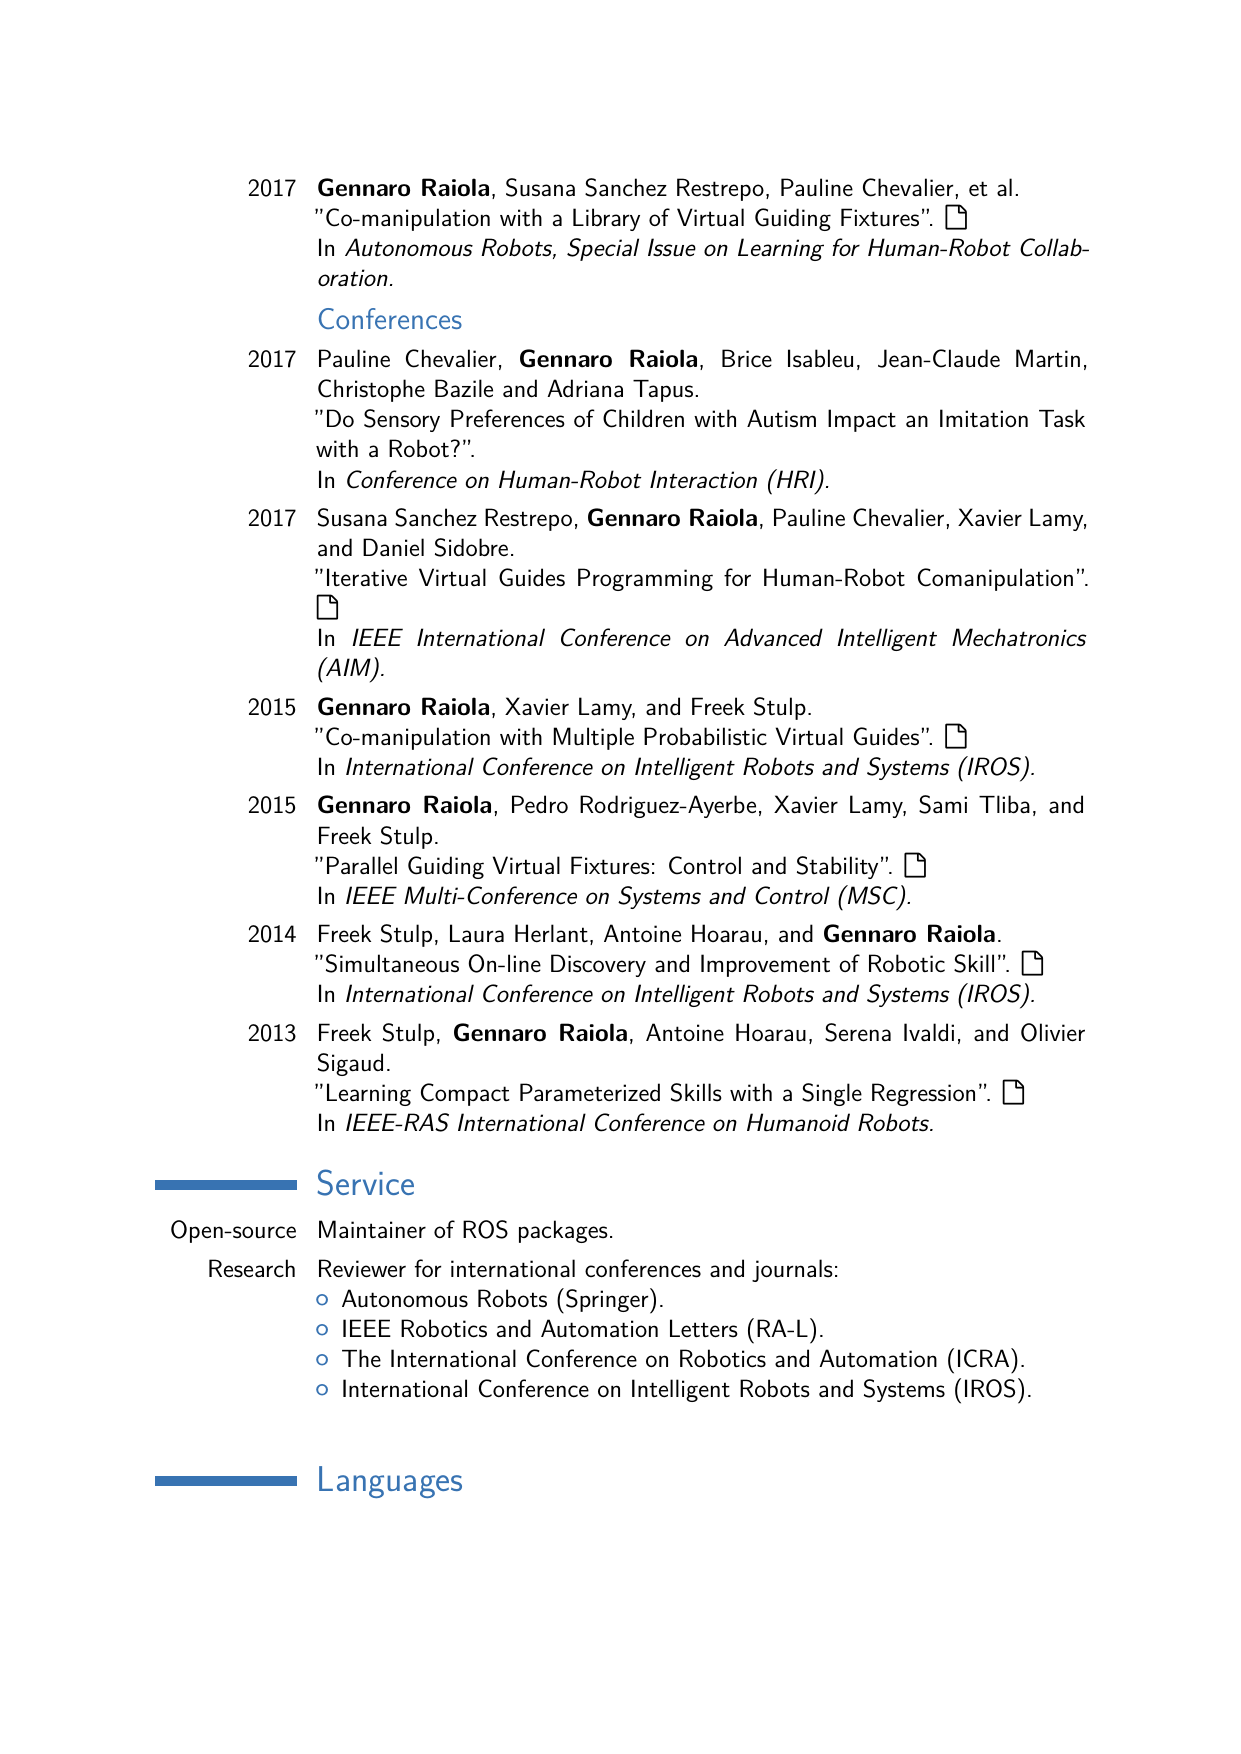 2017 Gennaro Raiola, Susana Sanchez Restrepo, Pauline Chevalier, et al.
”Co-manipulation with a Library of Virtual Guiding Fixtures”.
In Autonomous Robots, Special Issue on Learning for Human-Robot Collab-
oration.
Conferences
2017 Pauline Chevalier, Gennaro Raiola, Brice Isableu, Jean-Claude Martin,
Christophe Bazile and Adriana Tapus.
”Do Sensory Preferences of Children with Autism Impact an Imitation Task
with a Robot?”.
In Conference on Human-Robot Interaction (HRI).
2017 Susana Sanchez Restrepo, Gennaro Raiola, Pauline Chevalier, Xavier Lamy,
and Daniel Sidobre.
”Iterative Virtual Guides Programming for Human-Robot Comanipulation”.
In IEEE International Conference on Advanced Intelligent Mechatronics
(AIM).
2015 Gennaro Raiola, Xavier Lamy, and Freek Stulp.
”Co-manipulation with Multiple Probabilistic Virtual Guides”.
In International Conference on Intelligent Robots and Systems (IROS).
2015 Gennaro Raiola, Pedro Rodriguez-Ayerbe, Xavier Lamy, Sami Tliba, and
Freek Stulp.
”Parallel Guiding Virtual Fixtures: Control and Stability”.
In IEEE Multi-Conference on Systems and Control (MSC).
2014 Freek Stulp, Laura Herlant, Antoine Hoarau, and Gennaro Raiola.
”Simultaneous On-line Discovery and Improvement of Robotic Skill”.
In International Conference on Intelligent Robots and Systems (IROS).
2013 Freek Stulp, Gennaro Raiola, Antoine Hoarau, Serena Ivaldi, and Olivier
Sigaud.
”Learning Compact Parameterized Skills with a Single Regression”.
In IEEE-RAS International Conference on Humanoid Robots.
Service
Open-source Maintainer of ROS packages.
Research Reviewer for international conferences and journals:
Autonomous Robots (Springer).
IEEE Robotics and Automation Letters (RA-L).
The International Conference on Robotics and Automation (ICRA).
International Conference on Intelligent Robots and Systems (IROS).
Languages